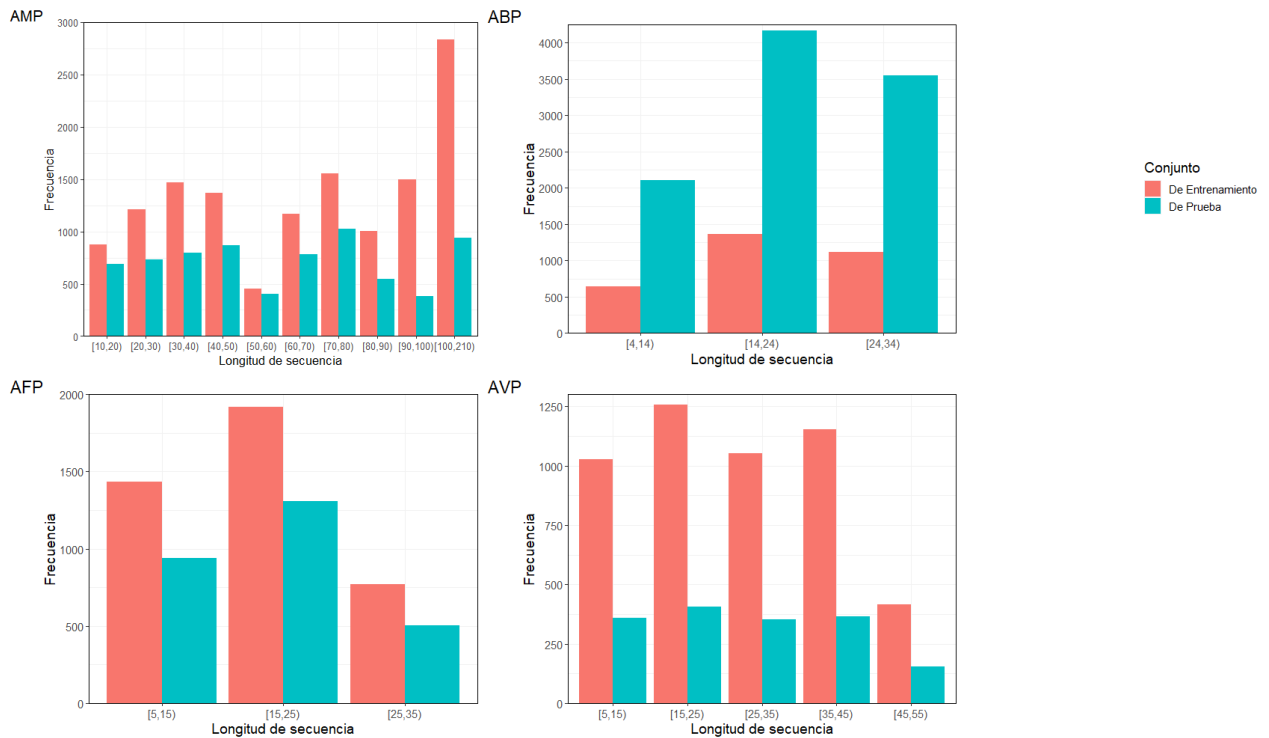 AMP
3000
2500
2000
1500
1000
500
0
Frecuencia
[10,20) [20,30) [30,40) [40,50) [50,60) [60,70) [70,80) [80,90) [90,100) [100,210)
Longitud de secuencia
ABP
4000
3500
3000
2500
2000
1500
1000
500
0
Frecuencia
[4,14) [14,24) [24,34)
Longitud de secuencia
Conjunto
De Entrenamiento
De Prueba
AFP
2000
1500
1000
500
0
Frecuencia
[5,15) [15,25) [25,35)
Longitud de secuencia
AVP
1250
1000
750
500
250
0
Frecuencia
[5,15) [15,25) [25,35) [35,45) [45,55)
Longitud de secuencia